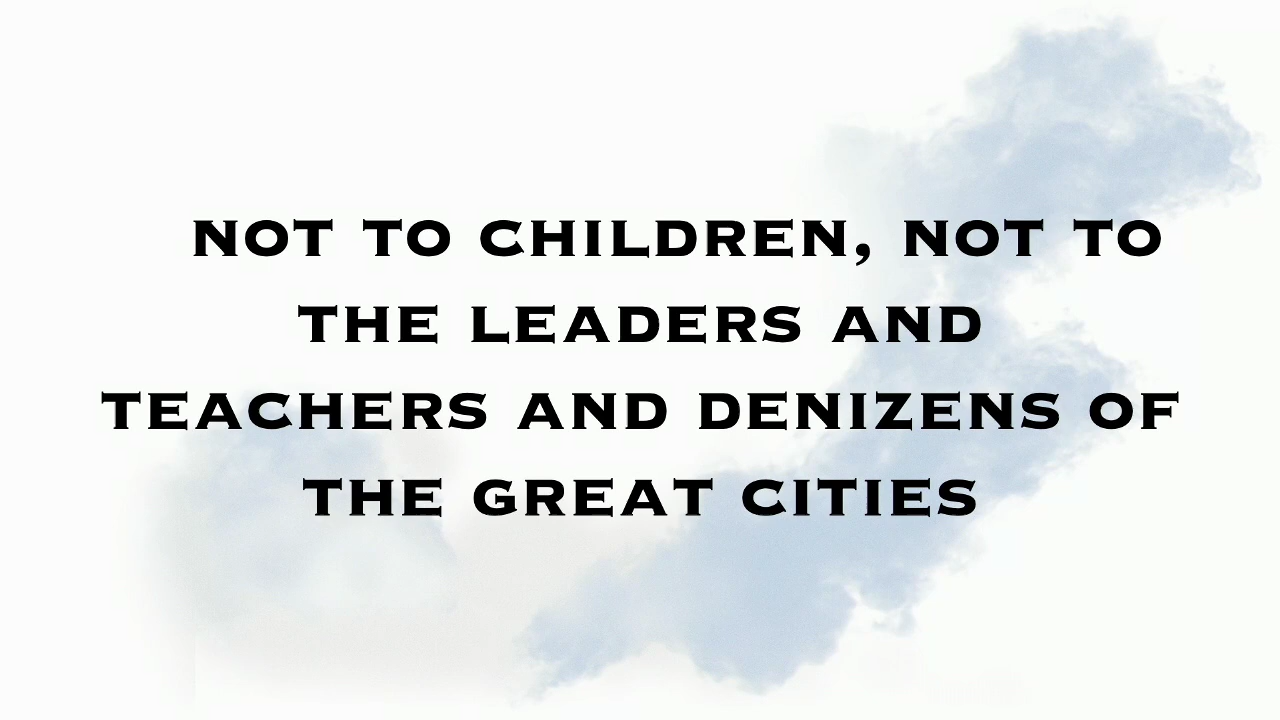 NOT TO CHILDREN, NOT TO
THE LEADERS AND
TEACHERS AND DENIZENS OF
THE GREAT CITIES